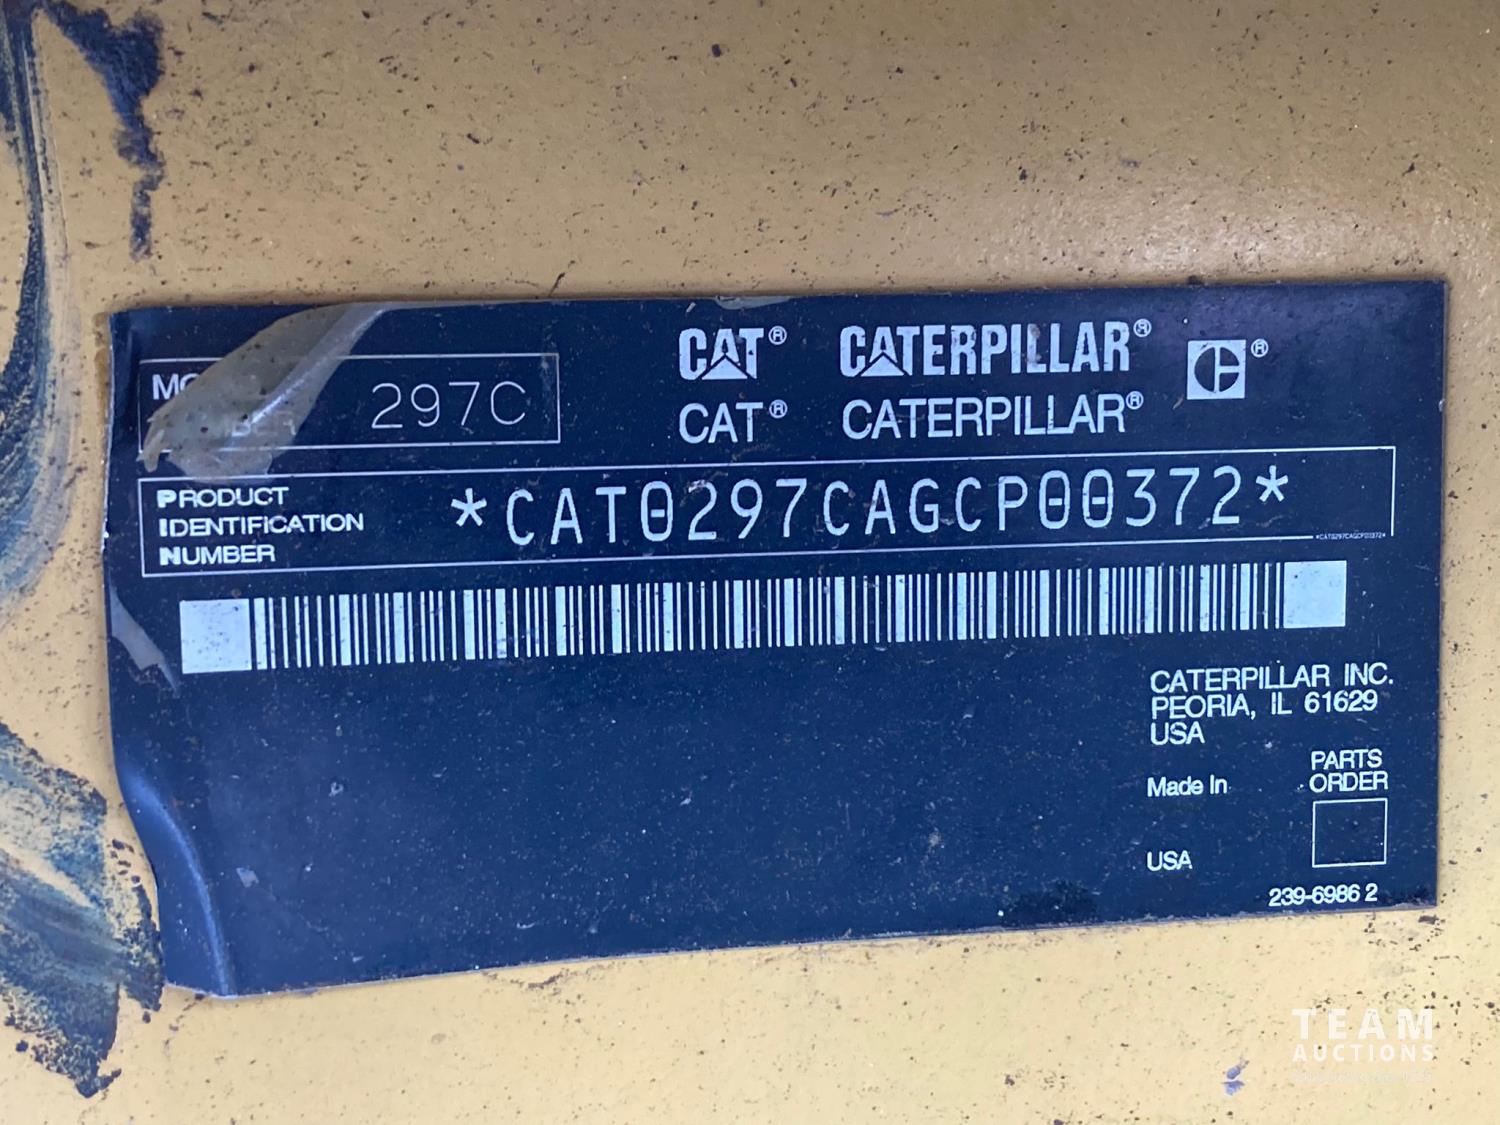 CAT® CATERPILLAR® ®
CAT® CATERPILLAR®
297C
PRODUCT
IDENTIFICATION
NUMBER
*CAT0297CAGCP00372*
*CAT0297CAGCP00372*
CATERPILLAR INC.
PEORIA, IL 61629
USA
PARTS
ORDER
Made In
USA
239-6986 2
TEAM
AUCTIONS